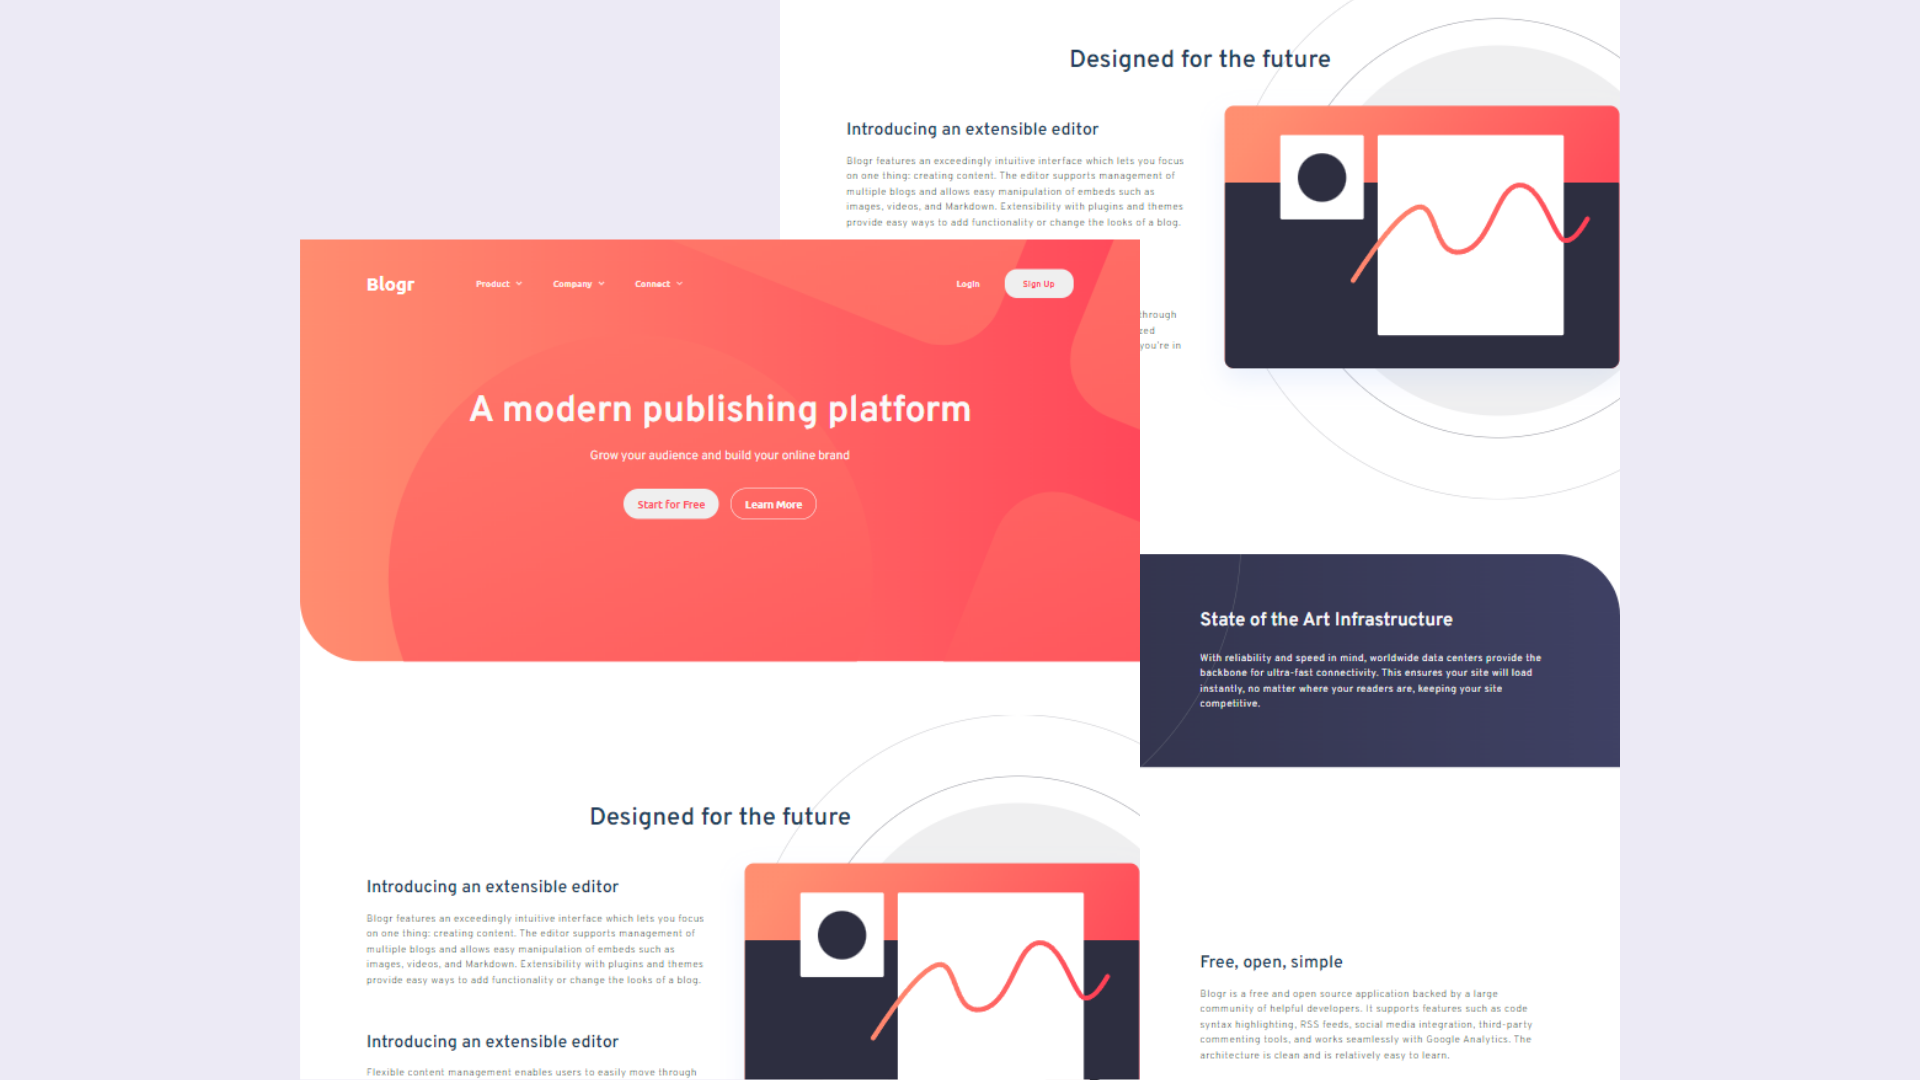 Designed for the future
Introducing an extensible editor
Blogr features an exceedingly intuitive interface which lets you focus
on one thing: creating content. The editor supports management of
multiple blogs and allows easy manipulation of embeds such as
images, videos, and Markdown. Extensibility with plugins and themes
provide easy ways to add functionality or change the looks of a blog.
through
you're in
Blogr
Product
Company
Connect
Login
Sign Up
A modern publishing platform
Grow your audience and build your online brand
Start for Free
Learn More
State of the Art Infrastructure
With reliability and speed in mind, worldwide data centers provide the
backbone for ultra-fast connectivity. This ensures your site will load
instantly, no matter where your readers are, keeping your site
competitive.
Designed for the future
Introducing an extensible editor
Blogr features an exceedingly intuitive interface which lets you focus
on one thing: creating content. The editor supports management of
multiple blogs and allows easy manipulation of embeds such as
images, videos, and Markdown. Extensibility with plugins and themes
provide easy ways to add functionality or change the looks of a blog.
Introducing an extensible editor
Flexible content management enables users to easily move through
Free, open, simple
Blogr is a free and open source application backed by a large
community of helpful developers. It supports features such as code
syntax highlighting, RSS feeds, social media integration, third-party
commenting tools, and works seamlessly with Google Analytics. The
architecture is clean and is relatively easy to learn.